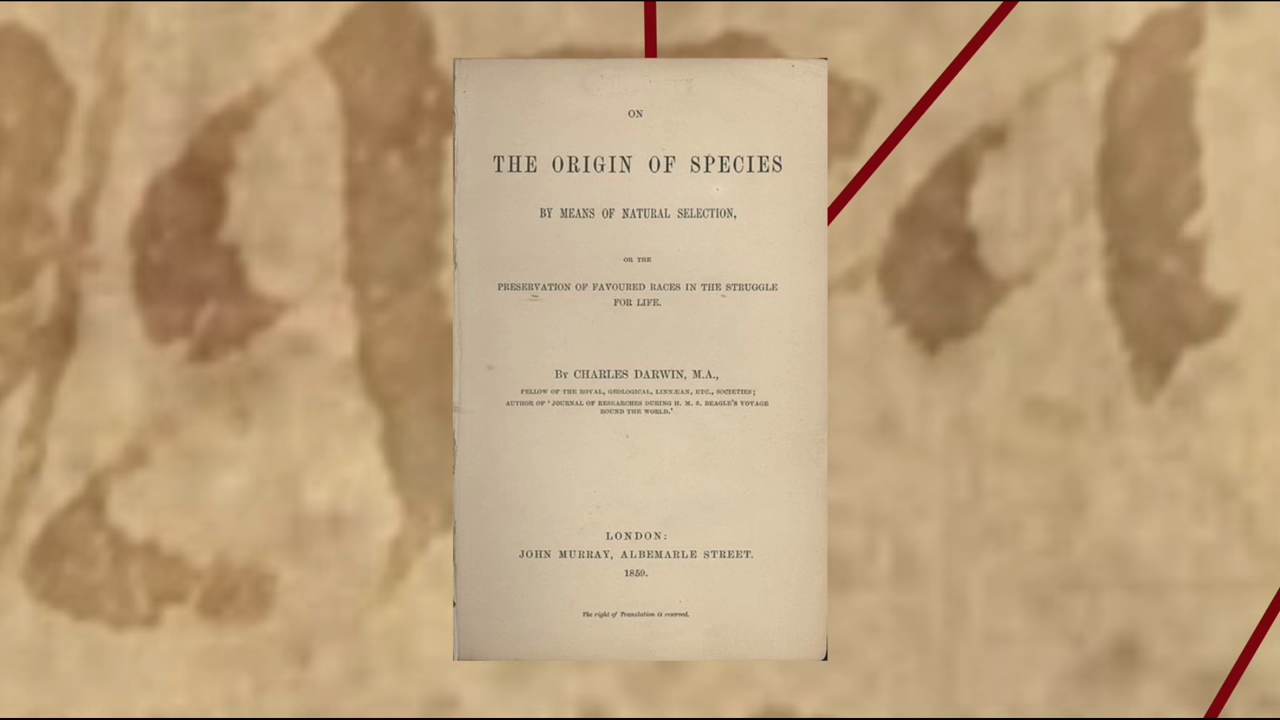 ON
THE ORIGIN OF SPECIES
BY MEANS OF NATURAL SELECTION,
OR THE
PRESERVATION OF FAVOURED RACES IN THE STRUGGLE
FOR LIFE.
BY CHARLES DARWIN, M.A.,
FELLOW OF THE ROYAL, GEOLOGICAL, LINNÆAN, ETC., SOCIETIES;
AUTHOR OF ‘JOURNAL OF RESEARCHES DURING H. M. S. BEAGLE’S VOYAGE
ROUND THE WORLD.’
LONDON:
JOHN MURRAY, ALBEMARLE STREET.
1859.
The right of Translation is reserved.